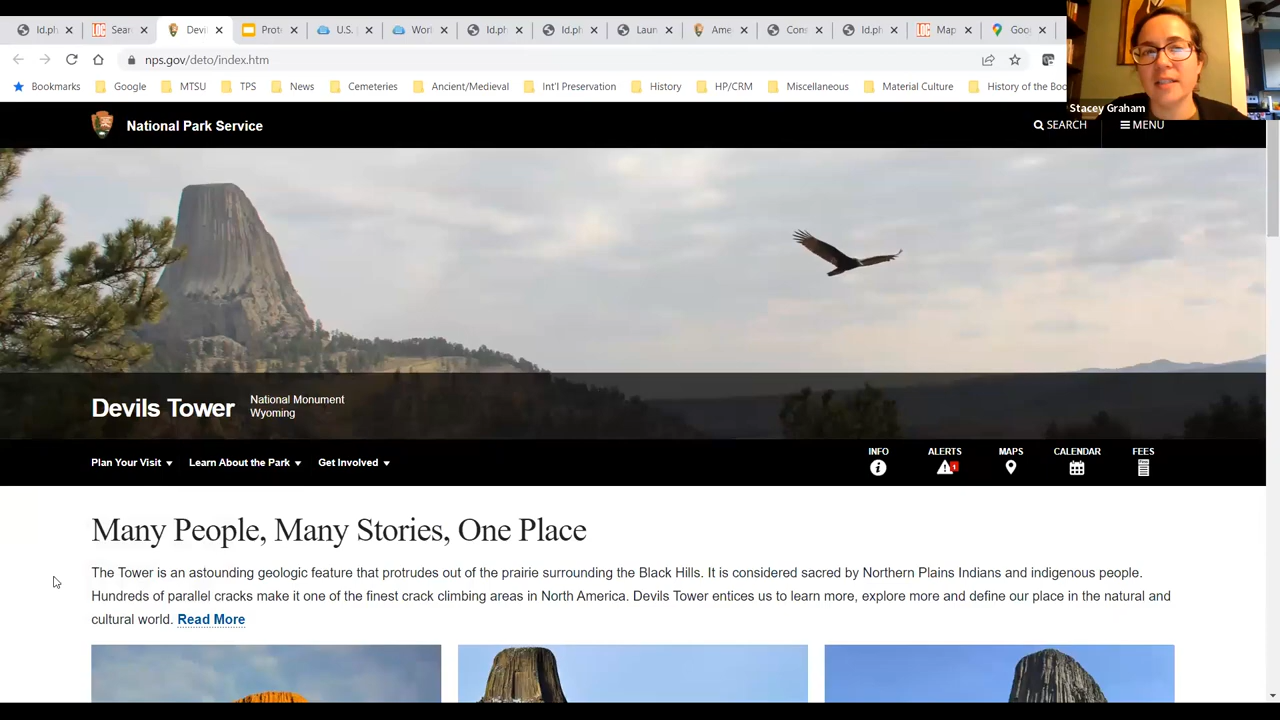 Id.ph
Sear
Devi
Prote
U.S.
Worl
Id.ph
Id.ph
Laun
Ame
Cons
Id.ph
Map
Goo
nps.gov/deto/index.htm
Bookmarks
Google
MTSU
TPS
News
Cemeteries
Ancient/Medieval
Int'l Preservation
History
HP/CRM
Miscellaneous
Material Culture
History of the Boo
Stacey Graham
National Park Service
SEARCH
MENU
Devils Tower
National Monument
Wyoming
Plan Your Visit
Learn About the Park
Get Involved
INFO
ALERTS
1
MAPS
CALENDAR
FEES
Many People, Many Stories, One Place
The Tower is an astounding geologic feature that protrudes out of the prairie surrounding the Black Hills. It is considered sacred by Northern Plains Indians and indigenous people.
Hundreds of parallel cracks make it one of the finest crack climbing areas in North America. Devils Tower entices us to learn more, explore more and define our place in the natural and
cultural world. Read More